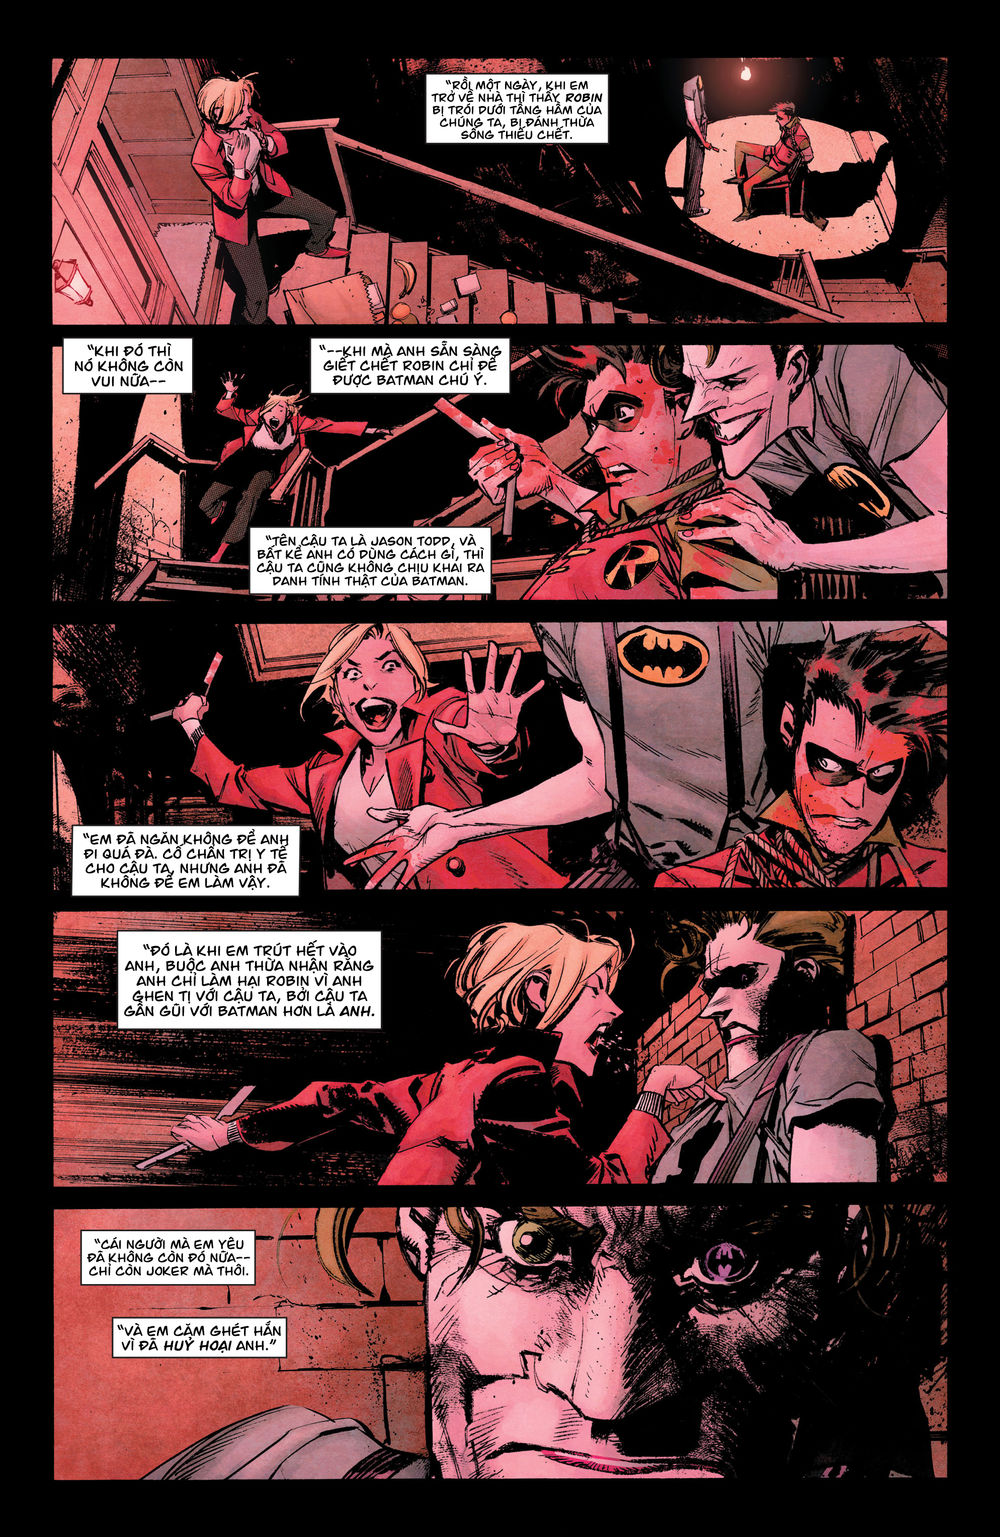 "RỒI MỘT NGÀY, KHI EM
TRỞ VỀ NHÀ THÌ THẤY ROBIN
BỊ TRÓI DƯỚI TẦNG HẦM CỦA
CHÚNG TA, BỊ ĐÁNH THỪA
SỐNG THIẾU CHẾT.
"KHI ĐÓ THÌ
NÓ KHÔNG CÒN
VUI NỮA--
"--KHI MÀ ANH SẴN SÀNG
GIẾT CHẾT ROBIN CHỈ ĐỂ
ĐƯỢC BATMAN CHÚ Ý.
R
"TÊN CẬU TA LÀ JASON TODD, VÀ
BẤT KỂ ANH CÓ DÙNG CÁCH GÌ, THÌ
CẬU TA CŨNG KHÔNG CHỊU KHAI RA
DANH TÍNH THẬT CỦA BATMAN.
"EM ĐÃ NGĂN KHÔNG ĐỂ ANH
ĐI QUÁ ĐÀ. CỐ CHẨN TRỊ Y TẾ
CHO CẬU TA, NHƯNG ANH ĐÃ
KHÔNG ĐỂ EM LÀM VẬY.
"ĐÓ LÀ KHI EM TRÚT HẾT VÀO
ANH, BUỘC ANH THỪA NHẬN RẰNG
ANH CHỈ LÀM HẠI ROBIN VÌ ANH
GHEN TỊ VỚI CẬU TA, BỞI CẬU TA
GẦN GŨI VỚI BATMAN HƠN LÀ ANH.
"CÁI NGƯỜI MÀ EM YÊU
ĐÃ KHÔNG CÒN ĐÓ NỮA--
CHỈ CÒN JOKER MÀ THÔI.
"VÀ EM CĂM GHÉT HẮN
VÌ ĐÃ HUỶ HOẠI ANH."